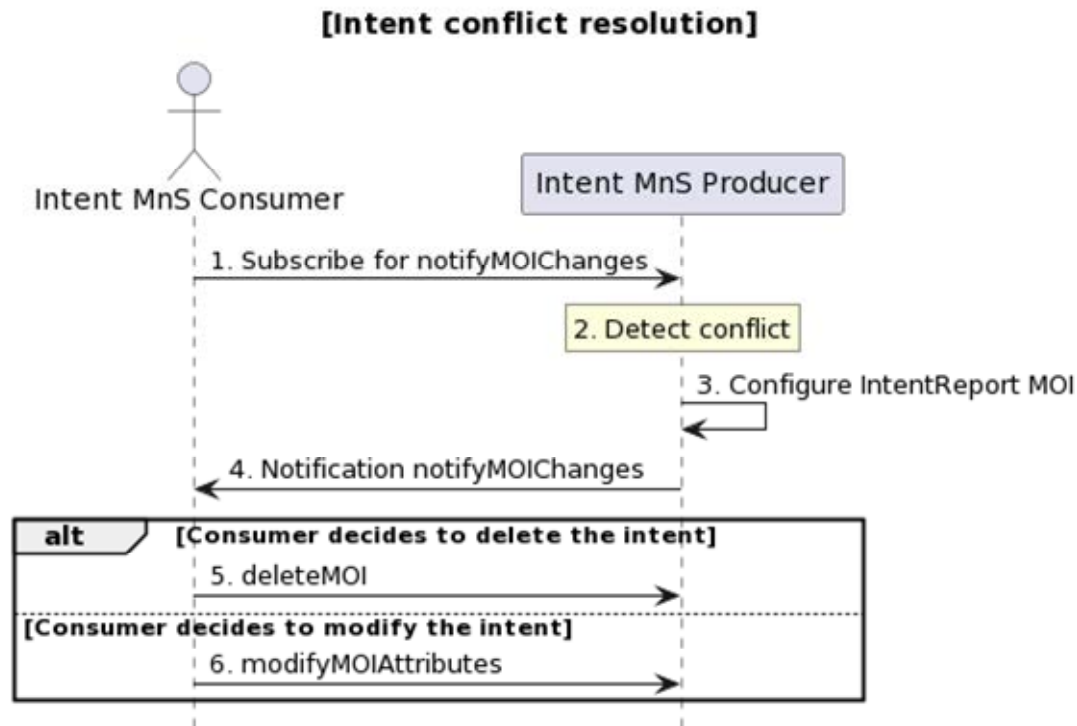 [Intent conflict resolution]
Intent MnS Consumer
Intent MnS Producer
1. Subscribe for notifyMOIChanges
2. Detect conflict
3. Configure IntentReport MOI
4. Notification notifyMOIChanges
alt [Consumer decides to delete the intent]
5. deleteMOI
[Consumer decides to modify the intent]
6. modifyMOIAttributes